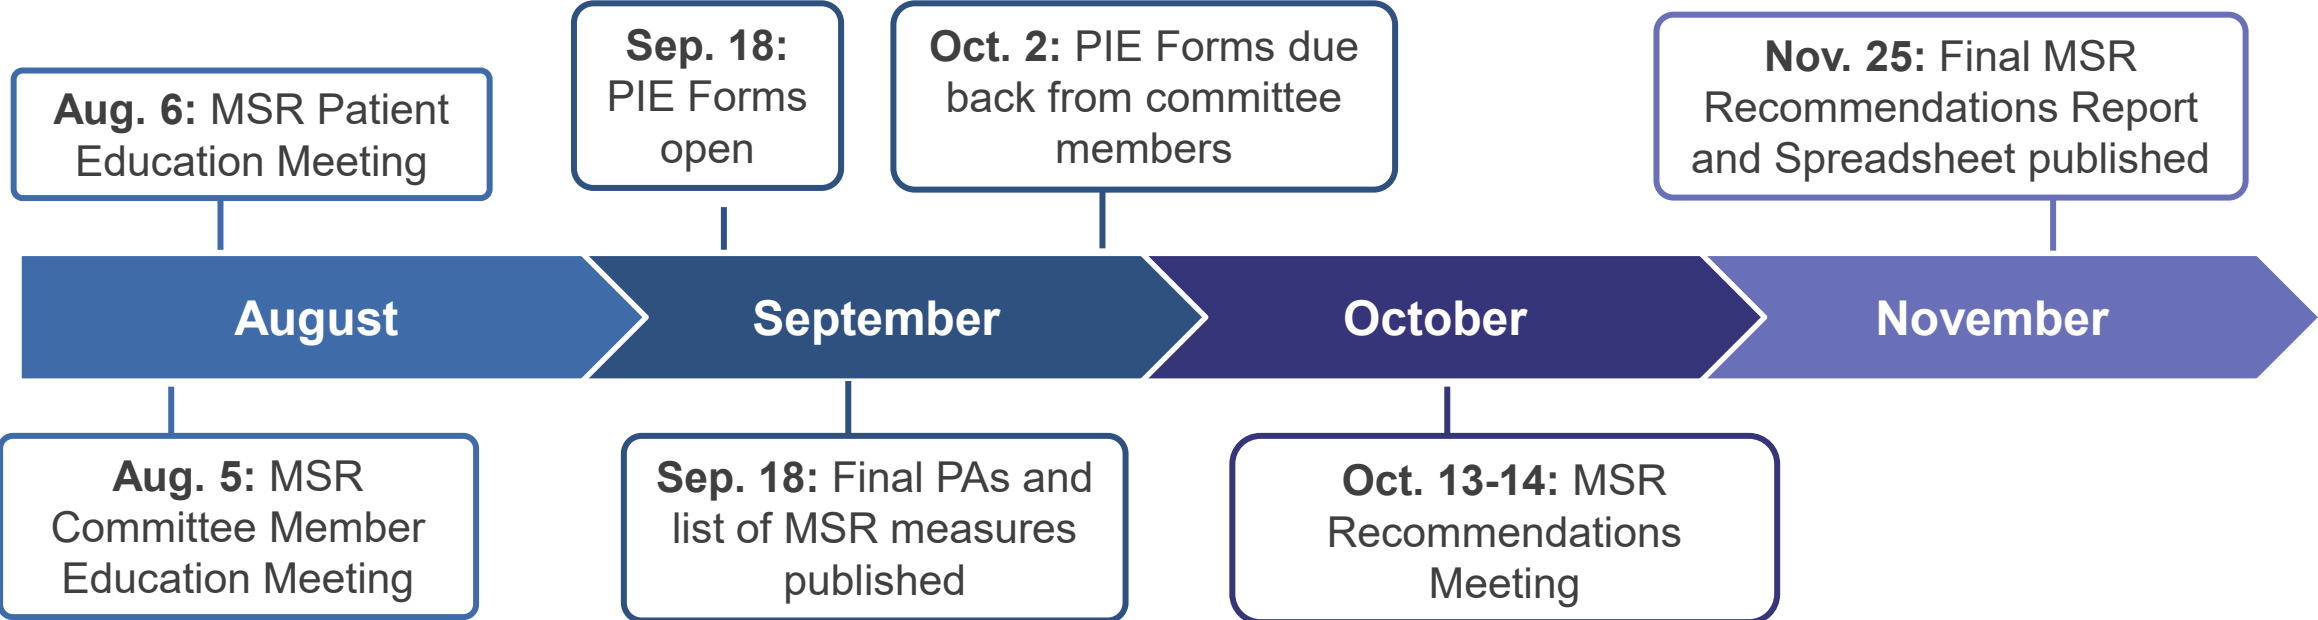 Aug. 6: MSR Patient
Education Meeting
Sep. 18:
PIE Forms
open
Oct. 2: PIE Forms due
back from committee
members
Nov. 25: Final MSR
Recommendations Report
and Spreadsheet published
August
September
October
November
Aug. 5: MSR
Committee Member
Education Meeting
Sep. 18: Final PAs and
list of MSR measures
published
Oct. 13-14: MSR
Recommendations
Meeting